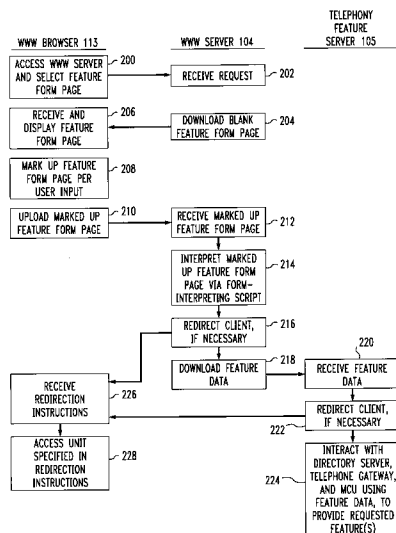 WWW BROWSER 113
WWW SERVER 104
TELEPHONY
FEATURE
SERVER 105
200
ACCESS WWW SERVER
AND SELECT FEATURE
FORM PAGE
202
RECEIVE REQUEST
206
RECEIVE AND
DISPLAY FEATURE
FORM PAGE
204
DOWNLOAD BLANK
FEATURE FORM PAGE
208
MARK UP FEATURE
FORM PAGE PER
USER INPUT
210
UPLOAD MARKED UP
FEATURE FORM PAGE
212
RECEIVE MARKED UP
FEATURE FORM PAGE
214
INTERPRET MARKED
UP FEATURE FORM
PAGE VIA FORM-
INTERPRETING SCRIPT
216
REDIRECT CLIENT,
IF NECESSARY
218
DOWNLOAD FEATURE
DATA
220
RECEIVE FEATURE
DATA
226
RECEIVE
REDIRECTION
INSTRUCTIONS
222
REDIRECT CLIENT,
IF NECESSARY
228
ACCESS UNIT
SPECIFIED IN
REDIRECTION
INSTRUCTIONS
224
INTERACT WITH
DIRECTORY SERVER,
TELEPHONE GATEWAY,
AND MCU USING
FEATURE DATA, TO
PROVIDE REQUESTED
FEATURE(S)